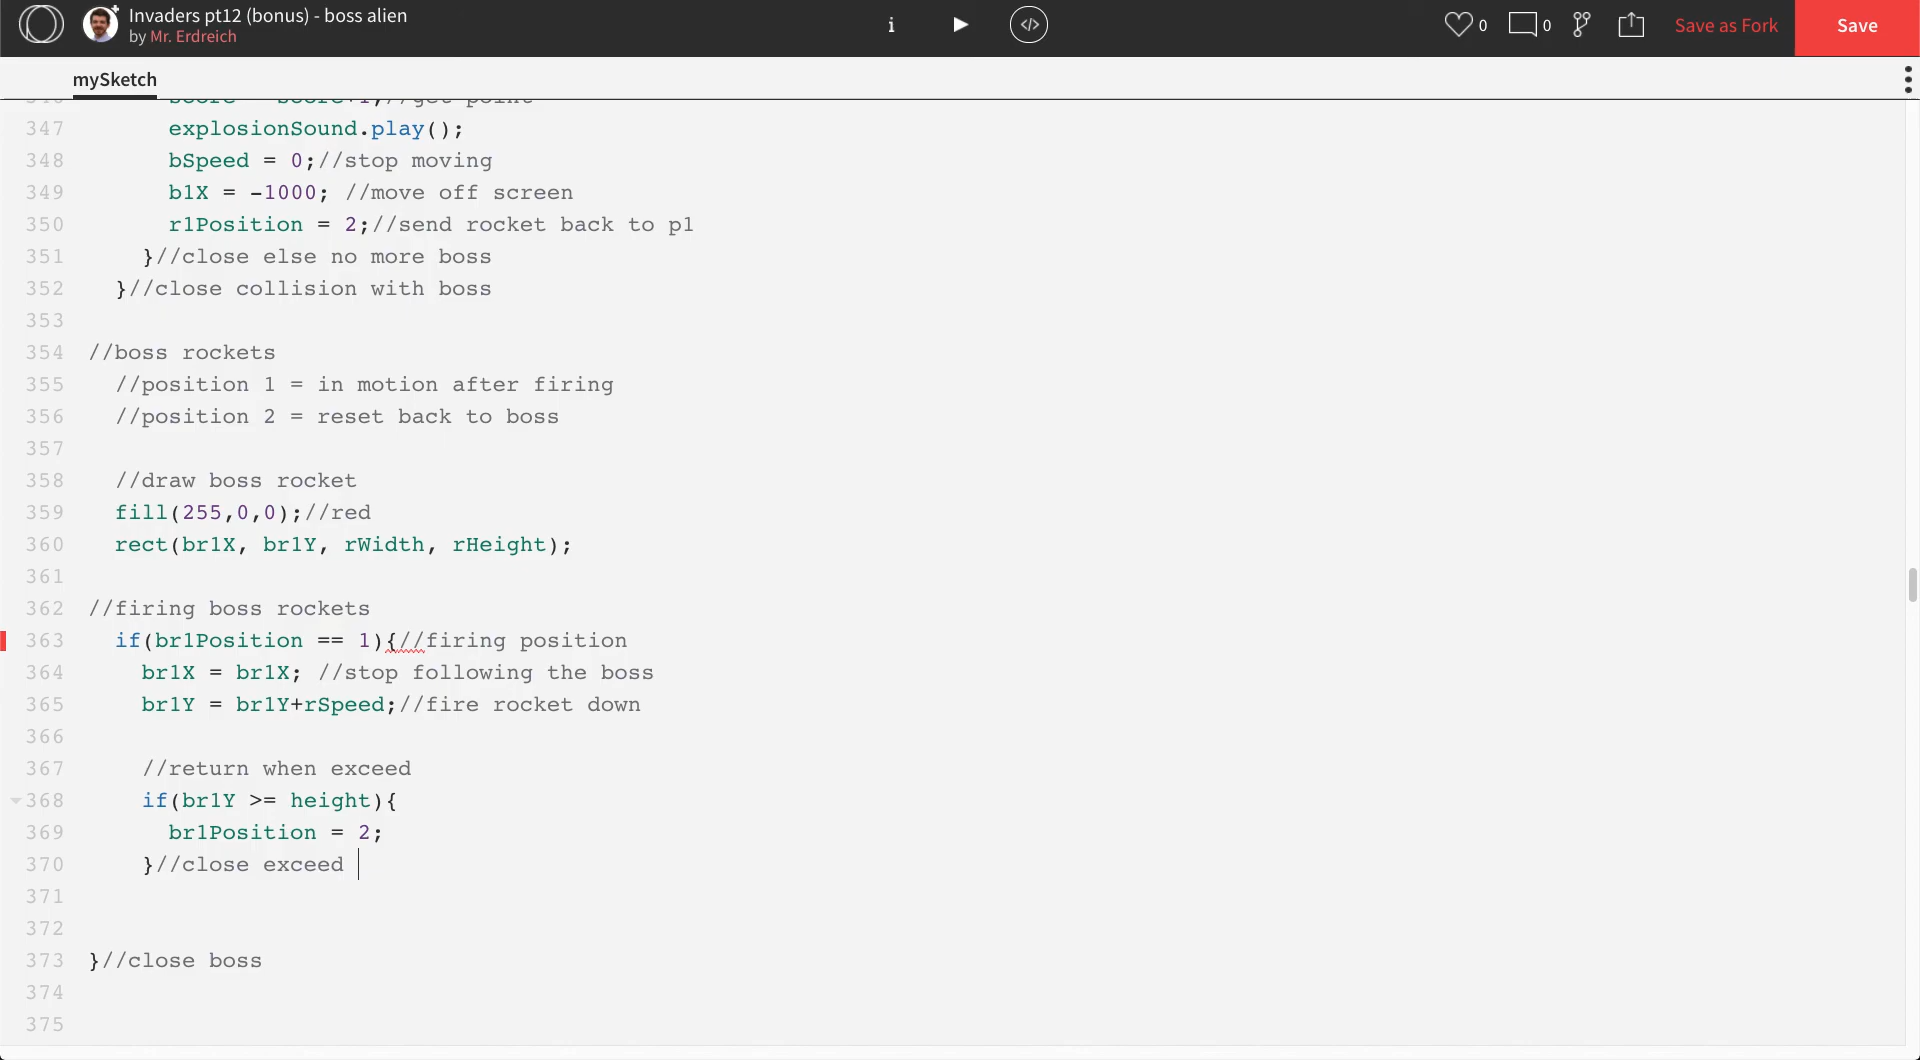 Invaders pt12 (bonus) - boss alien
by Mr. Erdreich
i
</>
0
0
Save as Fork
Save
mySketch
347 explosionSound.play();
348 bSpeed = 0;//stop moving
349 b1X = -1000; //move off screen
350 r1Position = 2;//send rocket back to p1
351 }//close else no more boss
352 }//close collision with boss
353
354 //boss rockets
355 //position 1 = in motion after firing
356 //position 2 = reset back to boss
357
358 //draw boss rocket
359 fill(255,0,0);//red
360 rect(br1X, br1Y, rWidth, rHeight);
361
362 //firing boss rockets
363 if(br1Position == 1){//firing position
364 br1X = br1X; //stop following the boss
365 br1Y = br1Y+rSpeed;//fire rocket down
366
367 //return when exceed
368 if(br1Y >= height){
369 br1Position = 2;
370 }//close exceed
371
372
373 }//close boss
374
375